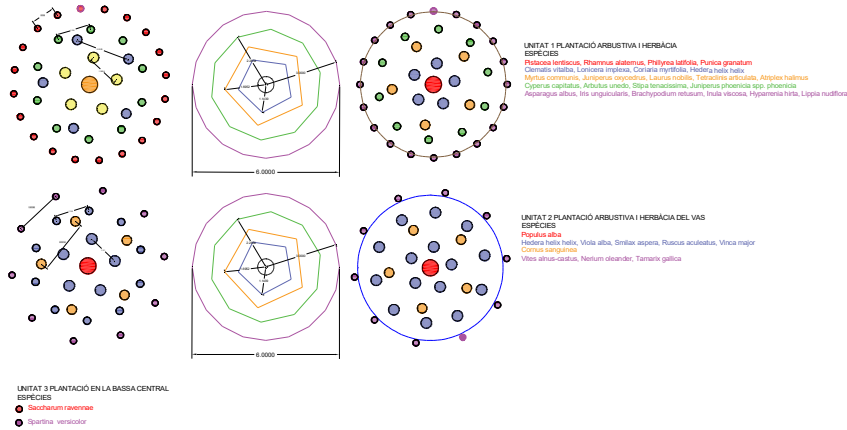 UNITAT 1 PLANTACIÓ ARBUSTIVA I HERBÀCIA
ESPÈCIES
Pistacea lentiscus, Rhamnus alaternus, Phillyrea latifolia, Punica granatum
Clematis vitalba, Lonicera implexa, Coriaria myrtifolia, Hedera helix helix
Myrtus communis, Juniperus oxycedrus, Laurus nobilis, Tetraclinis articulata, Atriplex halimus
Cyperus capitatus, Arbutus unedo, Stipa tenacissima, Juniperus phoenicia spp. phoenicia
Asparagus albus, Iris unguicularis, Brachypodium retusum, Inula viscosa, Hyparrenia hirta, Lippia nudiflora
6.0000
UNITAT 2 PLANTACIÓ ARBUSTIVA I HERBÀCIA DEL VAS
ESPÈCIES
Populus alba
Hedera helix helix, Viola alba, Smilax aspera, Ruscus aculeatus, Vinca major
Cornus sanguinea
Vites alnus-castus, Nerium oleander, Tamarix gallica
6.0000
UNITAT 3 PLANTACIÓ EN LA BASSA CENTRAL
ESPÈCIES
Saccharum ravennae
Spartina versicolor